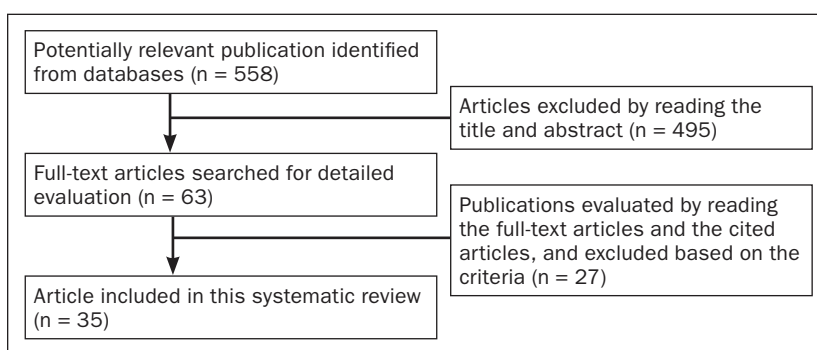 Potentially relevant publication identified
from databases (n = 558)
Articles excluded by reading the
title and abstract (n = 495)
Full-text articles searched for detailed
evaluation (n = 63)
Publications evaluated by reading
the full-text articles and the cited
articles, and excluded based on the
criteria (n = 27)
Article included in this systematic review
(n = 35)